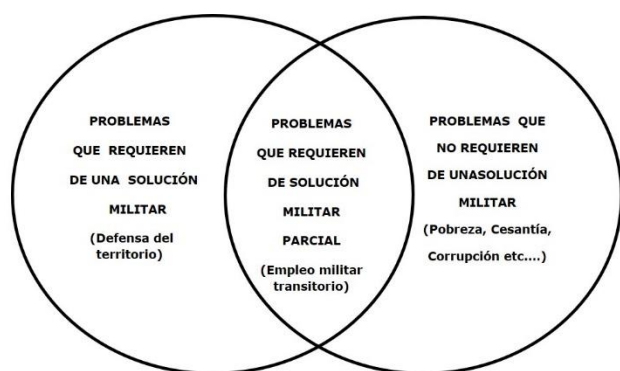 PROBLEMAS
QUE REQUIEREN
DE UNA SOLUCIÓN
MILITAR
(Defensa del
territorio)
PROBLEMAS
QUE REQUIEREN
DE SOLUCIÓN
MILITAR
PARCIAL
(Empleo militar
transitorio)
PROBLEMAS QUE
NO REQUIEREN
DE UNASOLUCIÓN
MILITAR
(Pobreza, Cesantía,
Corrupción etc....)